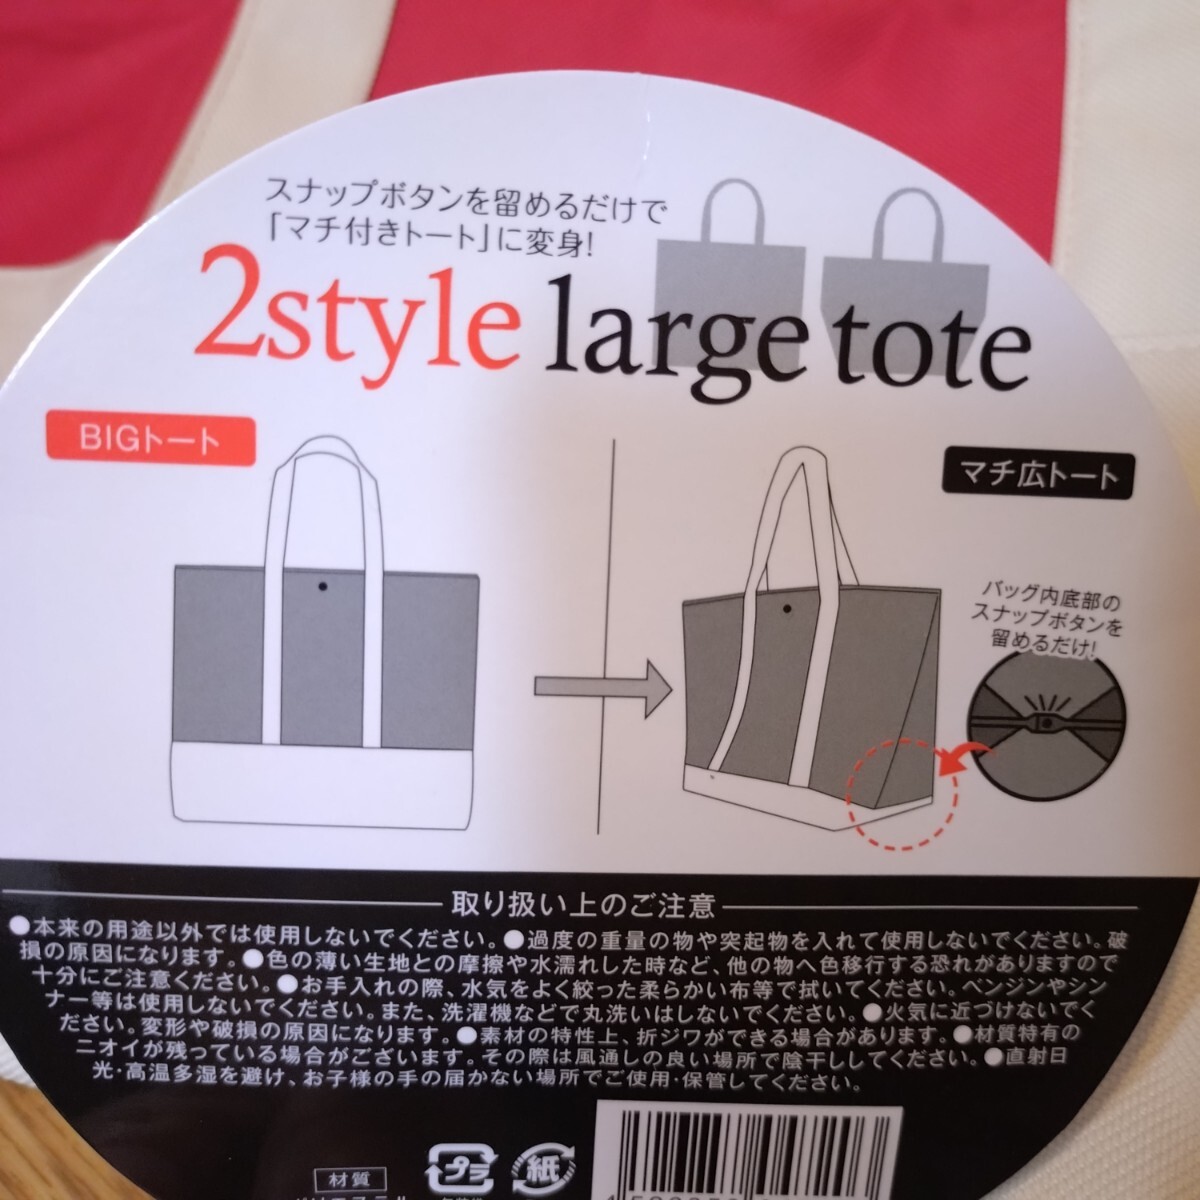 スナップボタンを留めるだけで
「マチ付きトート」に変身!
2style large tote
BIGトート
マチ広トート
バッグ内底部の
スナップボタンを
留めるだけ!
取り扱い上のご注意
●本来の用途以外では使用しないでください。●過度の重量の物や突起物を入れて使用しないでください。破
損の原因になります。●色の薄い生地との摩擦や水濡れした時など、他の物へ色移行する恐れがありますので
十分にご注意ください。●お手入れの際、水気をよく絞った柔らかい布等で拭いてください。ベンジンやシン
ナー等は使用しないでください。また、洗濯機などで丸洗いはしないでください。●火気に近づけないでく
ださい。変形や破損の原因になります。●素材の特性上、折ジワができる場合があります。●材質特有の
ニオイが残っている場合がございます。その際は風通しの良い場所で陰干ししてください。●直射日
光・高温多湿を避け、お子様の手の届かない場所でご使用・保管してください。
材質
プラ
紙